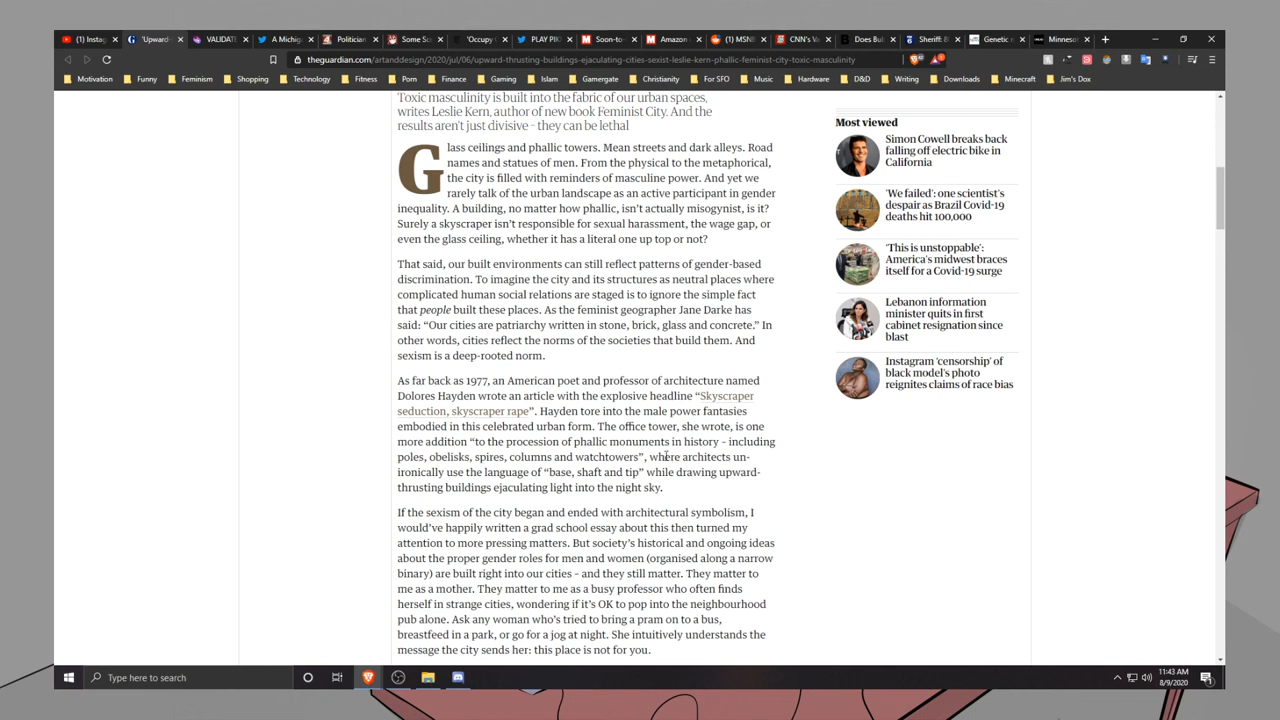 (1) Instag
'Upward-
VALIDATE
A Michig
Politician
Some Sc
'Occupy G
PLAY PIK
Soon-to-
Amazon r
(1) MSNB
CNN's Va
Does Bul
Sheriff: 8
Genetic r
Minneso
theguardian.com/artanddesign/2020/jul/06/upward-thrusting-buildings-ejaculating-cities-sexist-leslie-kern-phallic-feminist-city-toxic-masculinity
Motivation
Funny
Feminism
Shopping
Technology
Fitness
Porn
Finance
Gaming
Islam
Gamergate
Christianity
For SFO
Music
Hardware
D&D
Writing
Downloads
Minecraft
Jim's Dox
Toxic masculinity is built into the fabric of our urban spaces,
writes Leslie Kern, author of new book Feminist City. And the
results aren't just divisive – they can be lethal
Glass ceilings and phallic towers. Mean streets and dark alleys. Road
names and statues of men. From the physical to the metaphorical,
the city is filled with reminders of masculine power. And yet we
rarely talk of the urban landscape as an active participant in gender
inequality. A building, no matter how phallic, isn't actually misogynist, is it?
Surely a skyscraper isn't responsible for sexual harassment, the wage gap, or
even the glass ceiling, whether it has a literal one up top or not?
That said, our built environments can still reflect patterns of gender-based
discrimination. To imagine the city and its structures as neutral places where
complicated human social relations are staged is to ignore the simple fact
that people built these places. As the feminist geographer Jane Darke has
said: “Our cities are patriarchy written in stone, brick, glass and concrete.” In
other words, cities reflect the norms of the societies that build them. And
sexism is a deep-rooted norm.
As far back as 1977, an American poet and professor of architecture named
Dolores Hayden wrote an article with the explosive headline “Skyscraper
seduction, skyscraper rape”. Hayden tore into the male power fantasies
embodied in this celebrated urban form. The office tower, she wrote, is one
more addition “to the procession of phallic monuments in history – including
poles, obelisks, spires, columns and watchtowers”, where architects un-
ironically use the language of “base, shaft and tip” while drawing upward-
thrusting buildings ejaculating light into the night sky.
If the sexism of the city began and ended with architectural symbolism, I
would've happily written a grad school essay about this then turned my
attention to more pressing matters. But society's historical and ongoing ideas
about the proper gender roles for men and women (organised along a narrow
binary) are built right into our cities – and they still matter. They matter to
me as a mother. They matter to me as a busy professor who often finds
herself in strange cities, wondering if it's OK to pop into the neighbourhood
pub alone. Ask any woman who's tried to bring a pram on to a bus,
breastfeed in a park, or go for a jog at night. She intuitively understands the
message the city sends her: this place is not for you.
Most viewed
Simon Cowell breaks back
falling off electric bike in
California
'We failed': one scientist's
despair as Brazil Covid-19
deaths hit 100,000
'This is unstoppable':
America's midwest braces
itself for a Covid-19 surge
Lebanon information
minister quits in first
cabinet resignation since
blast
Instagram 'censorship' of
black model's photo
reignites claims of race bias
Type here to search
11:43 AM
8/9/2020